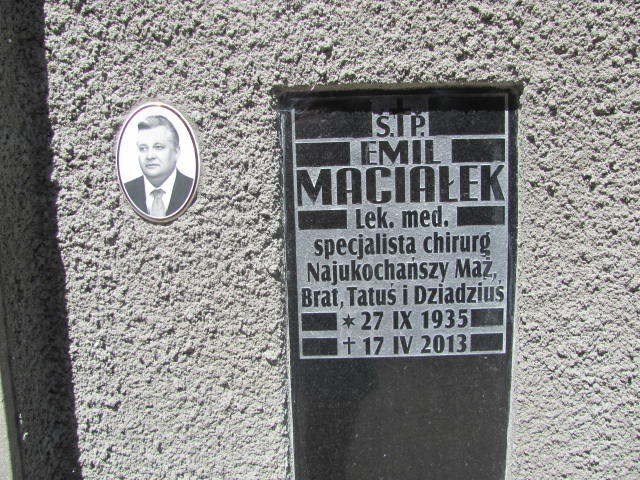 Ś.†P.
EMIL
MACIAŁEK
Lek. med.
specjalista chirurg
Najukochańszy Mąż,
Brat, Tatuś i Dziadziuś
* 27 IX 1935
† 17 IV 2013